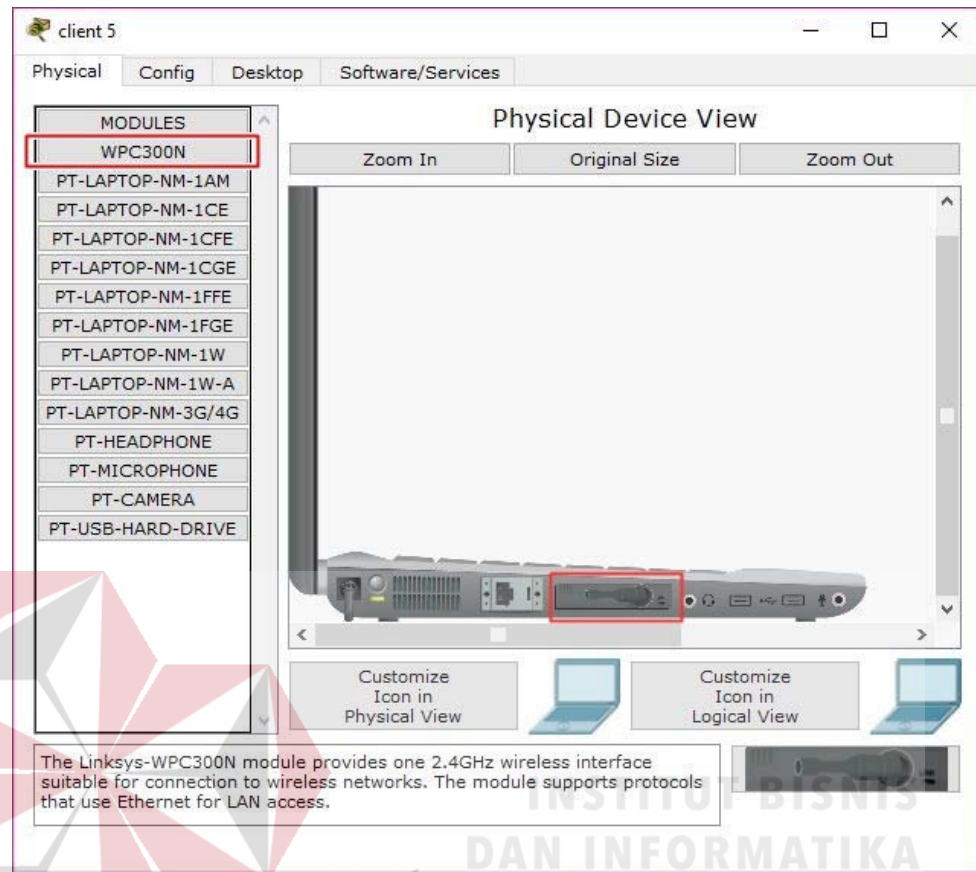 client 5
Physical Config Desktop Software/Services
MODULES
WPC300N
PT-LAPTOP-NM-1AM
PT-LAPTOP-NM-1CE
PT-LAPTOP-NM-1CFE
PT-LAPTOP-NM-1CGE
PT-LAPTOP-NM-1FFE
PT-LAPTOP-NM-1FGE
PT-LAPTOP-NM-1W
PT-LAPTOP-NM-1W-A
PT-LAPTOP-NM-3G/4G
PT-HEADPHONE
PT-MICROPHONE
PT-CAMERA
PT-USB-HARD-DRIVE
Physical Device View
Zoom In Original Size Zoom Out
Customize
Icon in
Physical View
Customize
Icon in
Logical View
The Linksys-WPC300N module provides one 2.4GHz wireless interface
suitable for connection to wireless networks. The module supports protocols
that use Ethernet for LAN access.
INSTITUT BISNIS
DAN INFORMATIKA